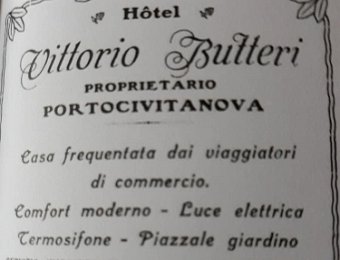 Hôtel
Vittorio Butteri
PROPRIETARIO
PORTOCIVITANOVA
Casa frequentata dai viaggiatori
di commercio.
Comfort moderno - Luce elettrica
Termosifone - Piazzale giardino